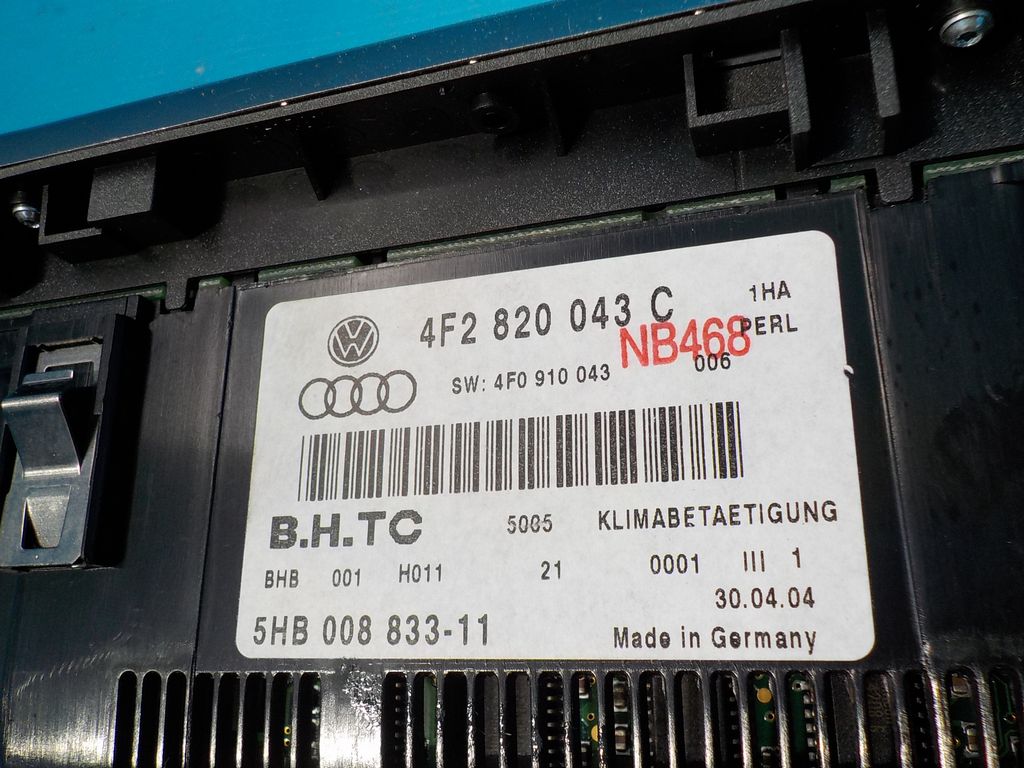 4F2 820 043 C 1HA
NB468 PERL
SW: 4F0 910 043 006
B.H.TC 5085 KLIMABETAETIGUNG
BHB 001 H011 21 0001 III 1
30.04.04
5HB 008 833-11 Made in Germany